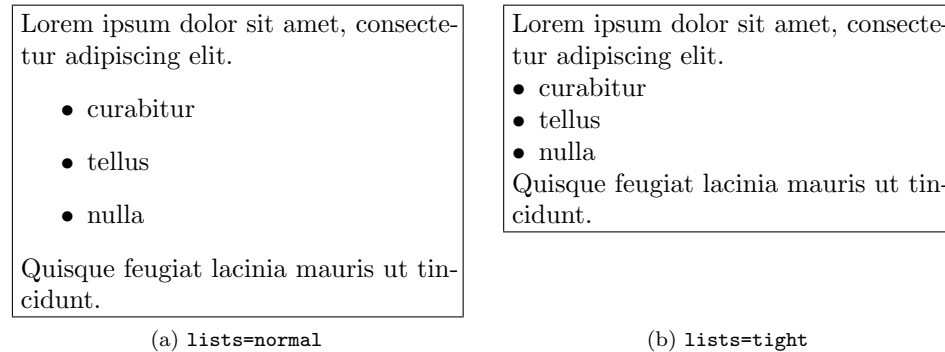 Lorem ipsum dolor sit amet, consecte-
tur adipiscing elit.
• curabitur
• tellus
• nulla
Quisque feugiat lacinia mauris ut tin-
cidunt.
(a) lists=normal
Lorem ipsum dolor sit amet, consecte-
tur adipiscing elit.
• curabitur
• tellus
• nulla
Quisque feugiat lacinia mauris ut tin-
cidunt.
(b) lists=tight